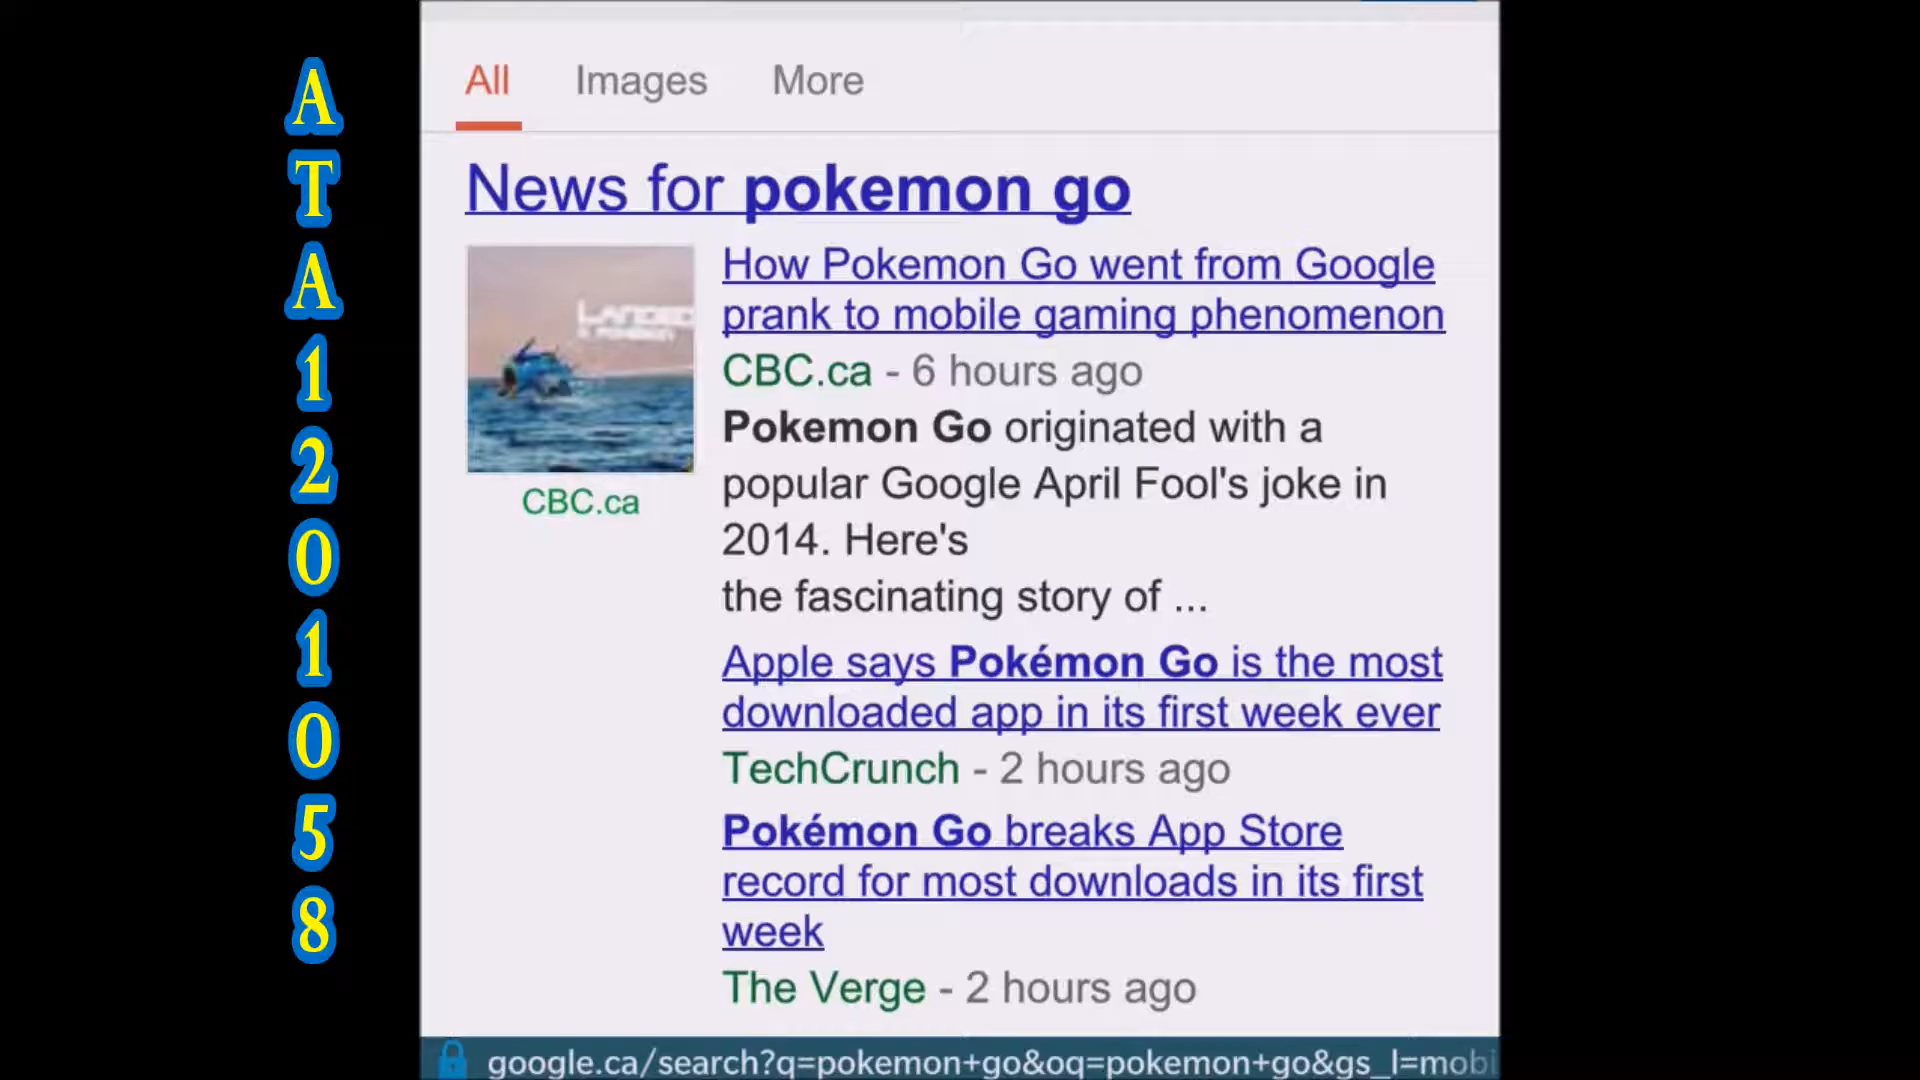 ATA1201058
All Images More
News for pokemon go
LANDED
How Pokemon Go went from Google
prank to mobile gaming phenomenon
CBC.ca - 6 hours ago
CBC.ca
Pokemon Go originated with a
popular Google April Fool's joke in
2014. Here's
the fascinating story of ...
Apple says Pokémon Go is the most
downloaded app in its first week ever
TechCrunch - 2 hours ago
Pokémon Go breaks App Store
record for most downloads in its first
week
The Verge - 2 hours ago
google.ca/search?q=pokemon+go&oq=pokemon+go&gs_l=mobi